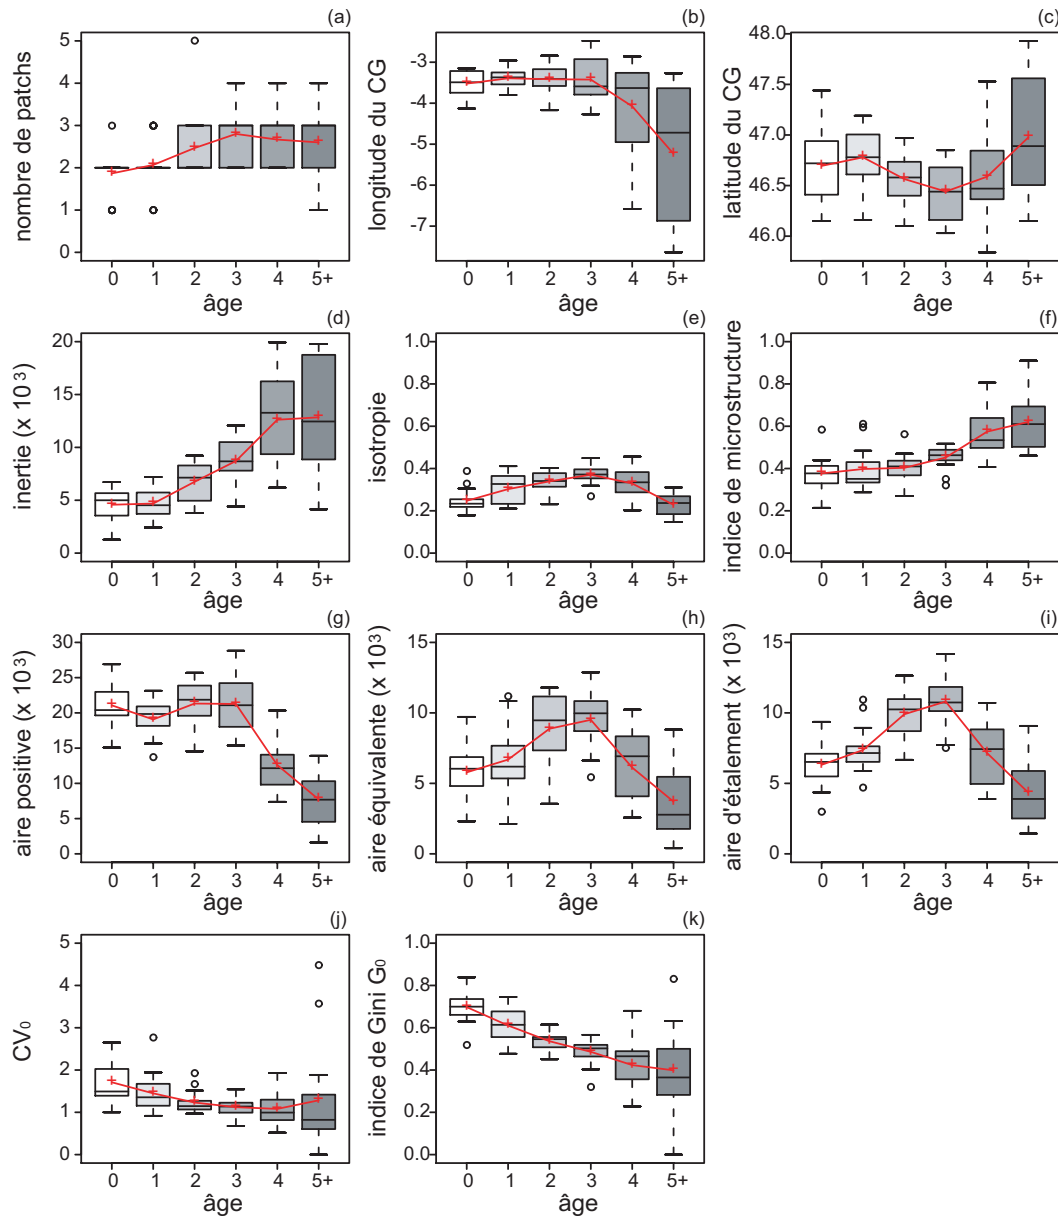 (a)
nombre de patchs
5
4
3
2
1
0
0 1 2 3 4 5+
âge
(b)
longitude du CG
-3
-4
-5
-6
-7
0 1 2 3 4 5+
âge
(c)
latitude du CG
48.0
47.5
47.0
46.5
46.0
0 1 2 3 4 5+
âge
(d)
inertie (x 10³)
20
15
10
5
0
0 1 2 3 4 5+
âge
(e)
isotropie
1.0
0.8
0.6
0.4
0.2
0.0
0 1 2 3 4 5+
âge
(f)
indice de microstructure
1.0
0.8
0.6
0.4
0.2
0.0
0 1 2 3 4 5+
âge
(g)
aire positive (x 10³)
30
25
20
15
10
5
0
0 1 2 3 4 5+
âge
(h)
aire équivalente (x 10³)
15
10
5
0
0 1 2 3 4 5+
âge
(i)
aire d'étalement (x 10³)
15
10
5
0
0 1 2 3 4 5+
âge
(j)
CV₀
5
4
3
2
1
0
0 1 2 3 4 5+
âge
(k)
indice de Gini G₀
1.0
0.8
0.6
0.4
0.2
0.0
0 1 2 3 4 5+
âge